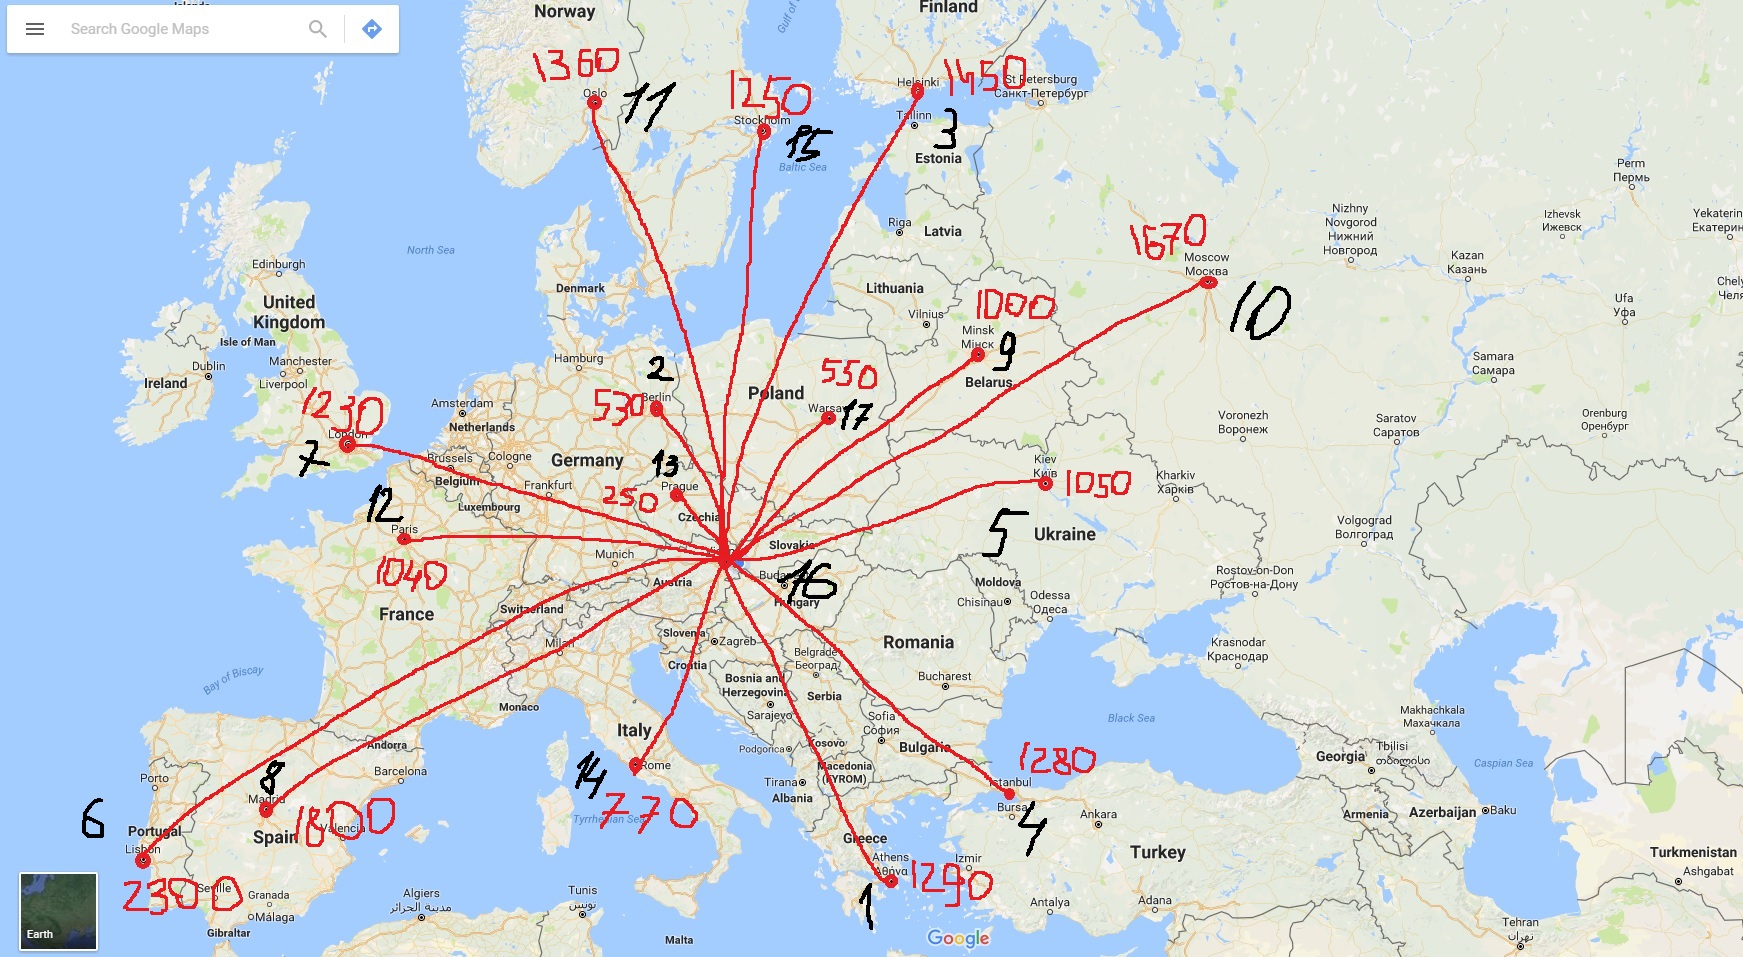 Islands
Norway
Finland
Search Google Maps
Gulf of
1360
1250
1450
Helsinki
St Petersburg
Санкт-Петербург
Oslo
11
Stockholm
15
Tallinn
3
Baltic Sea
Estonia
Perm
Пермь
1670
Nizhny
Novgorod
Нижний
Новгород
Izhevsk
Ижевск
Yekaterin
Екатерин
Riga
Latvia
North Sea
Moscow
Москва
Kazan
Казань
Edinburgh
Denmark
Lithuania
1000
10
Chely
Челя
Ufa
Уфа
United
Kingdom
Vilnius
Minsk
Мінск
9
Isle of Man
Manchester
Dublin
Hamburg
2
530
Belarus
Samara
Самара
Ireland
Liverpool
Poland
1230
Amsterdam
530
Berlin
Warsaw
17
Netherlands
Voronezh
Воронеж
Saratov
Саратов
Orenburg
Оренбург
London
7
Brussels
Cologne
Germany
13
Kiev
Київ
Belgium
Frankfurt
Prague
1050
Kharkiv
Харків
12
250
Luxembourg
Czechia
Paris
5
Ukraine
Volgograd
Волгоград
Munich
Slovakia
1040
Austria
Budap
16
Moldova
Rostov-on-Don
Ростов-на-Дону
France
Switzerland
Hungary
Chisinau
Odessa
Одеса
Slovenia
Zagreb
Milan
Romania
Krasnodar
Краснодар
Croatia
Belgrade
Београд
Bay of Biscay
Bosnia and
Herzegovina
Serbia
Bucharest
Monaco
Sarajevo
Sofia
София
Black Sea
Makhachkala
Махачкала
Italy
Andorra
Podgorica
Kosovo
Bulgaria
Tbilisi
თბილისი
Georgia
Porto
8
Barcelona
14
Rome
Macedonia
(FYROM)
1280
Caspian Sea
Tirana
Istanbul
6
Madrid
Albania
Bursa
4
Ankara
Armenia
Azerbaijan
Baku
1800
770
Tyrrhenian Sea
Portugal
Spain
Valencia
Greece
Lisbon
Athens
Αθήνα
Izmir
Turkey
Turkmenistan
Ashgabat
2300
Seville
Granada
Algiers
مدينة الجزائر
Tunis
تونس
1
1290
Antalya
Adana
Málaga
Tehran
تهران
Earth
Gibraltar
Malta
Google